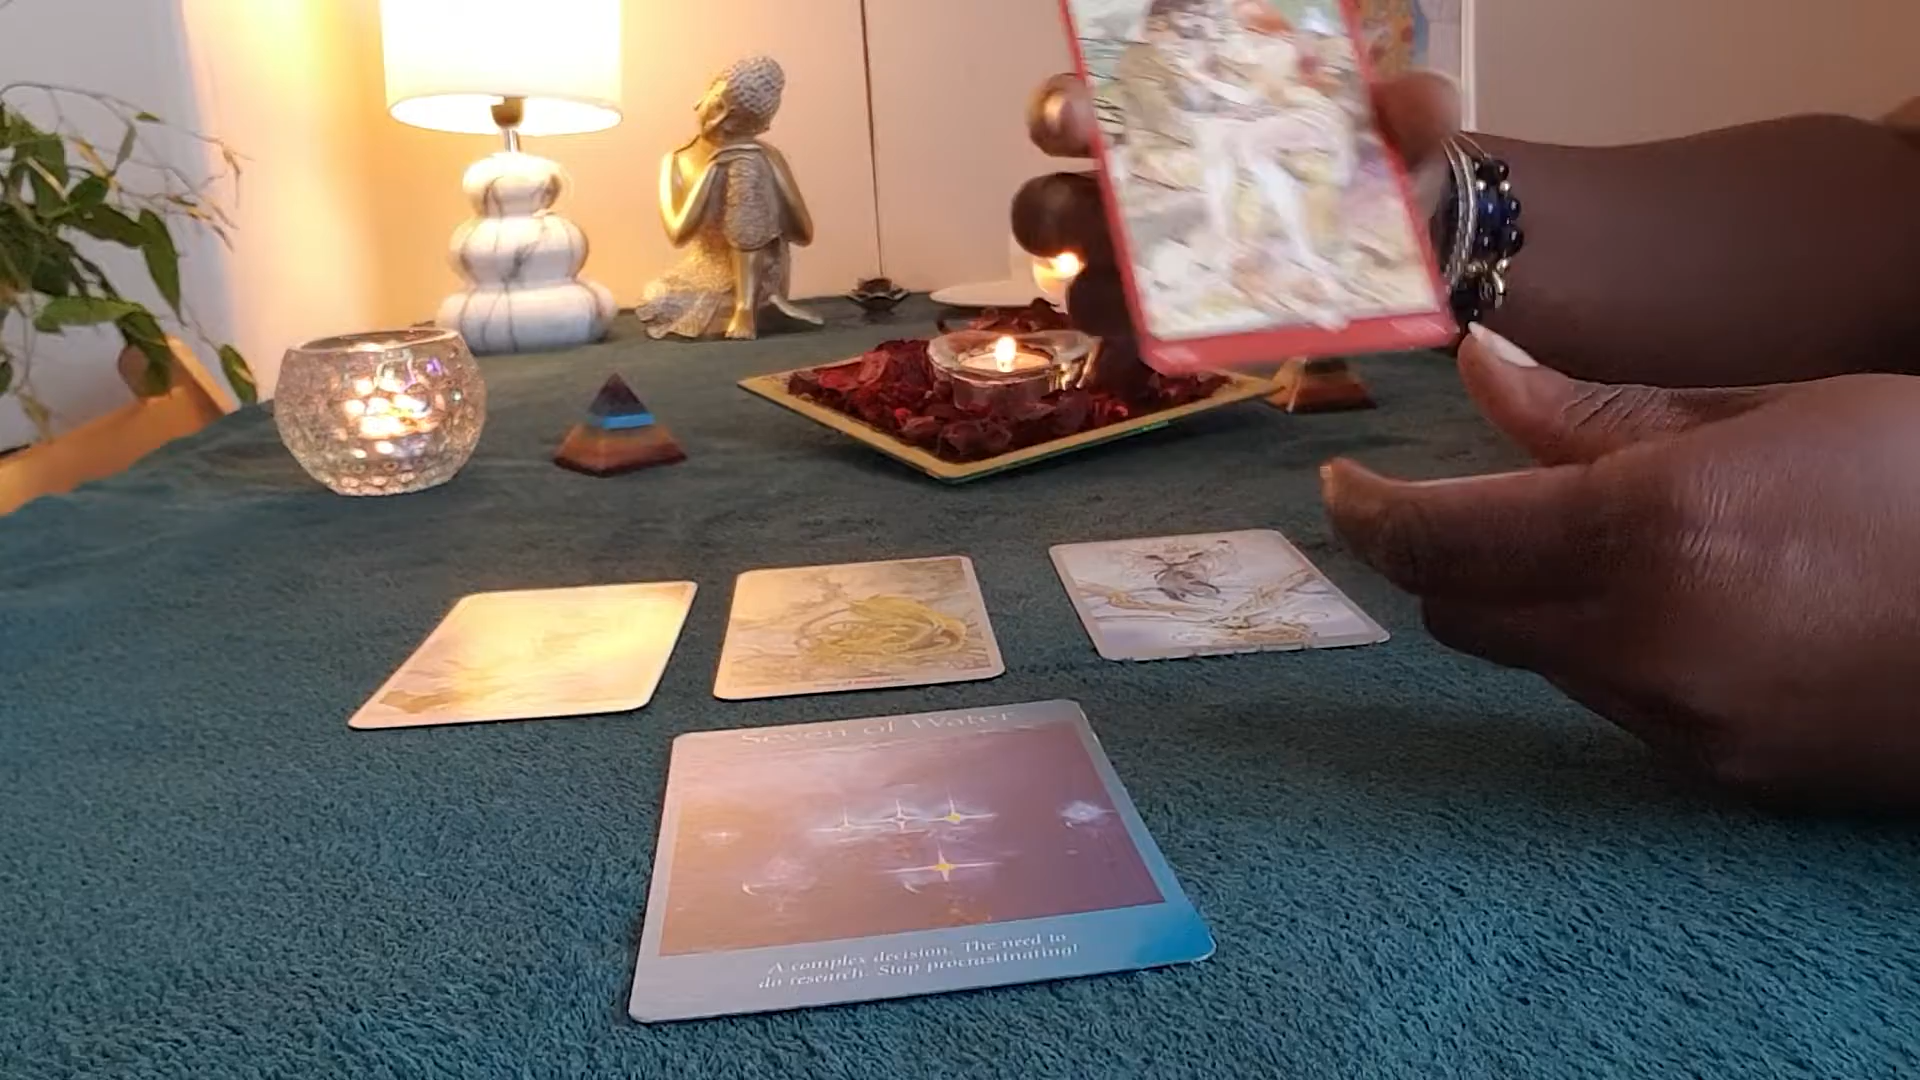 Seven of Water
A complex decision. The need to
do research. Stop procrastinating!